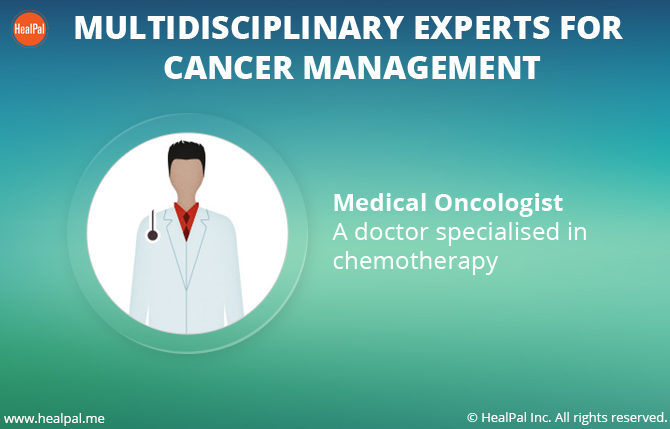 HealPal
MULTIDISCIPLINARY EXPERTS FOR
CANCER MANAGEMENT
Medical Oncologist
A doctor specialised in
chemotherapy
www.healpal.me
© HealPal Inc. All rights reserved.